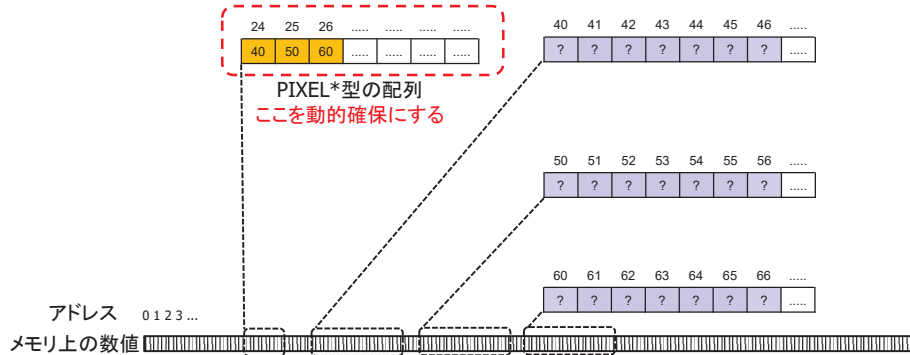 24 25 26 ..... ..... ..... .....
40 50 60 ..... ..... ..... .....
PIXEL*型の配列
ここを動的確保にする
40 41 42 43 44 45 46 .....
? ? ? ? ? ? ? .....
50 51 52 53 54 55 56 .....
? ? ? ? ? ? ? .....
60 61 62 63 64 65 66 .....
? ? ? ? ? ? ? .....
アドレス 0 1 2 3 ...
メモリ上の数値